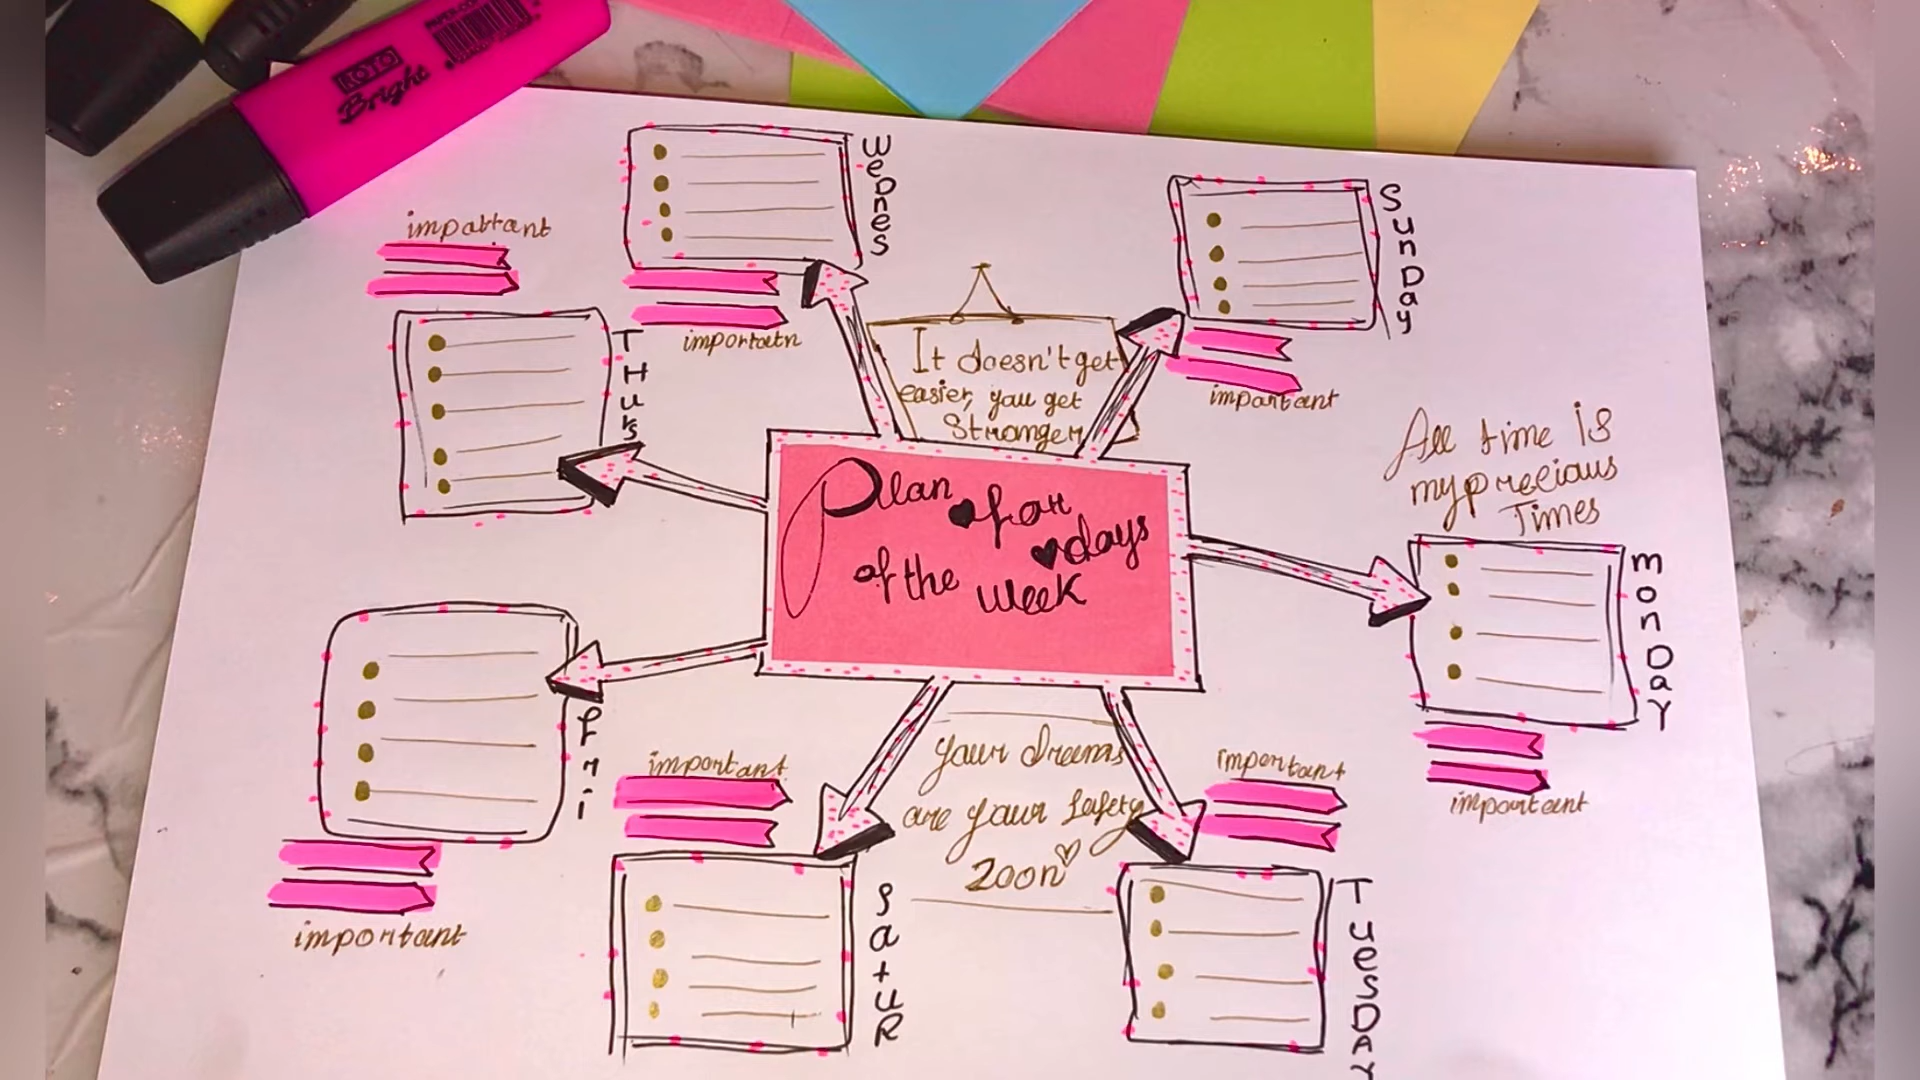 ROTO
Bright
Wednes
Sunday
impattant
importatn
important
Thurs
It doesn't get
easier, you get
Stronger
All time is
my precious
Times
Plan for
days
of the week
Monday
Fri
important
important
your dreems
are your Safety
Zoon
important
important
important
Satur
Tuesday